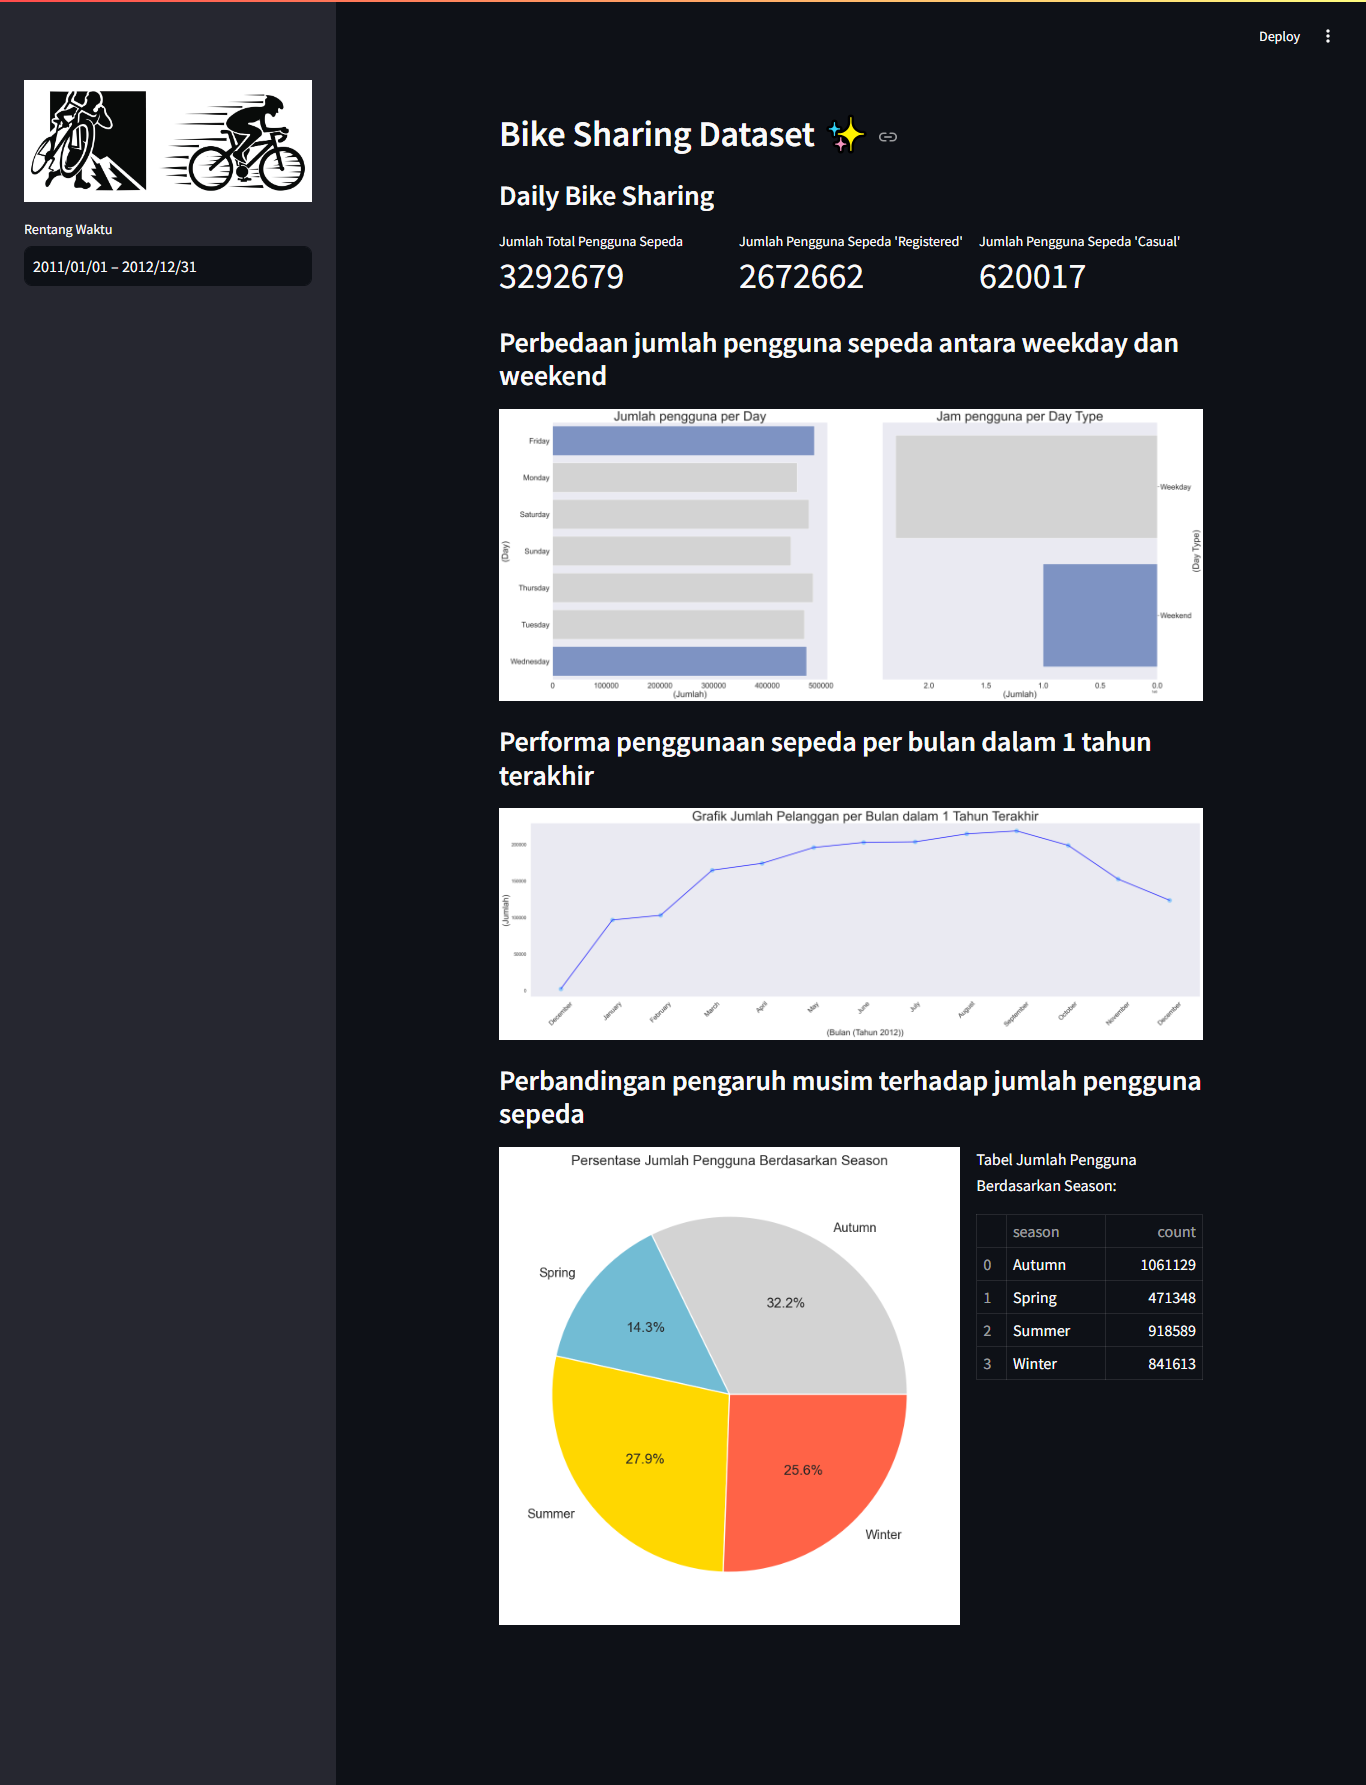 Deploy
Rentang Waktu
2011/01/01 – 2012/12/31
Bike Sharing Dataset
Daily Bike Sharing
Jumlah Total Pengguna Sepeda
3292679
Jumlah Pengguna Sepeda 'Registered'
2672662
Jumlah Pengguna Sepeda 'Casual'
620017
Perbedaan jumlah pengguna sepeda antara weekday dan
weekend
Jumlah pengguna per Day
Friday
Monday
Saturday
Sunday
Thursday
Tuesday
Wednesday
(Day)
0 100000 200000 300000 400000 500000
(Jumlah)
Jam pengguna per Day Type
Weekday
Weekend
(Day Type)
2.0 1.5 1.0 0.5 0.0
(Jumlah)
Performa penggunaan sepeda per bulan dalam 1 tahun
terakhir
Grafik Jumlah Pelanggan per Bulan dalam 1 Tahun Terakhir
200000
150000
100000
50000
0
(Jumlah)
December January February March April May June July August September October November December
(Bulan (Tahun 2012))
Perbandingan pengaruh musim terhadap jumlah pengguna
sepeda
Persentase Jumlah Pengguna Berdasarkan Season
Autumn
32.2%
Spring
14.3%
27.9%
Summer
25.6%
Winter
Tabel Jumlah Pengguna
Berdasarkan Season:
season count
0 Autumn 1061129
1 Spring 471348
2 Summer 918589
3 Winter 841613